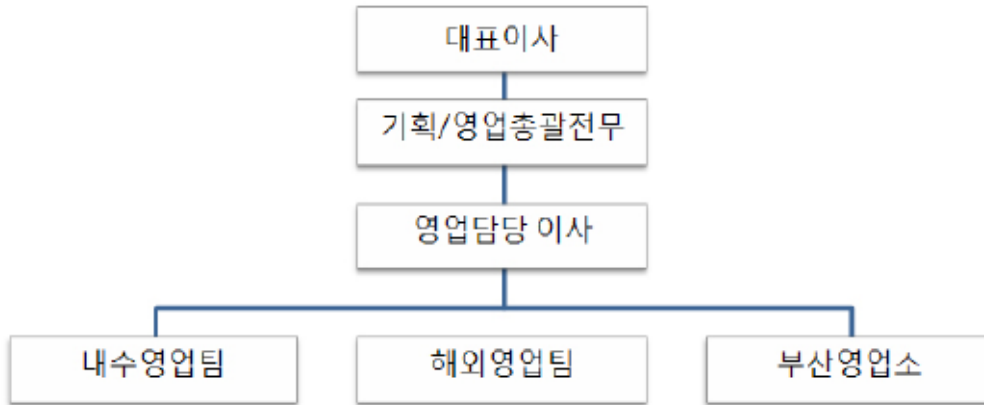 대표이사
기획/영업총괄전무
영업담당 이사
내수영업팀
해외영업팀
부산영업소